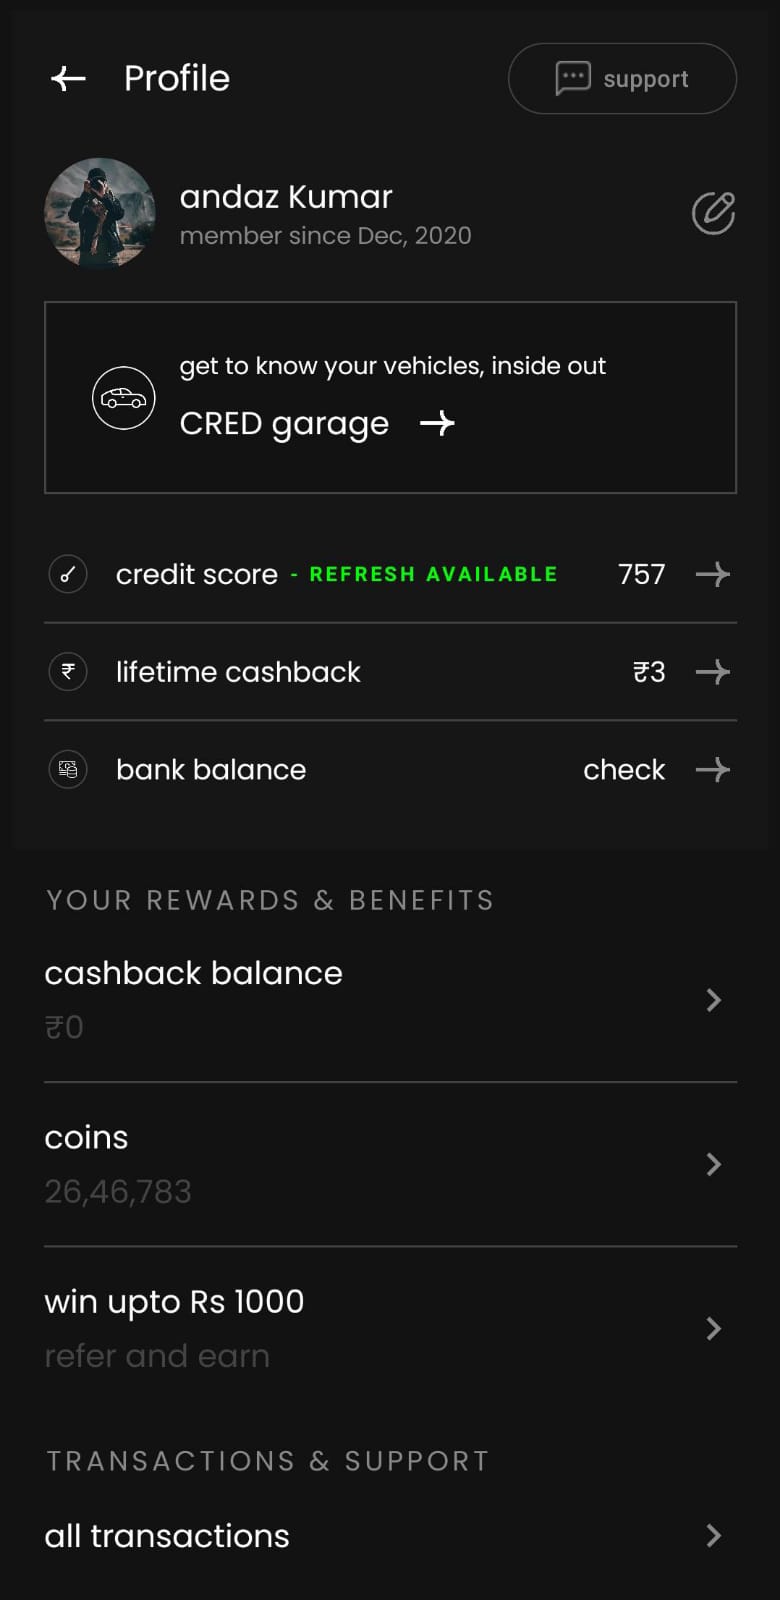 Profile
support
andaz Kumar
member since Dec, 2020
get to know your vehicles, inside out
CRED garage
credit score - REFRESH AVAILABLE 757
lifetime cashback ₹3
bank balance check
YOUR REWARDS & BENEFITS
cashback balance
₹0
coins
26,46,783
win upto Rs 1000
refer and earn
TRANSACTIONS & SUPPORT
all transactions